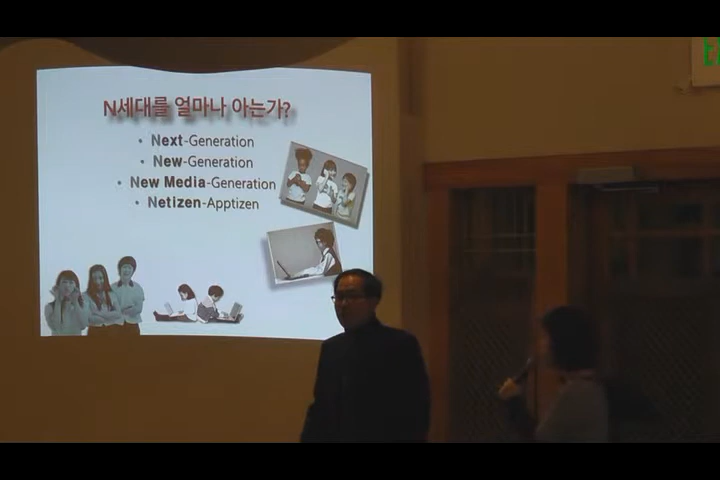 N세대를 얼마나 아는가?
• Next-Generation
• New-Generation
• New Media-Generation
• Netizen-Apptizen